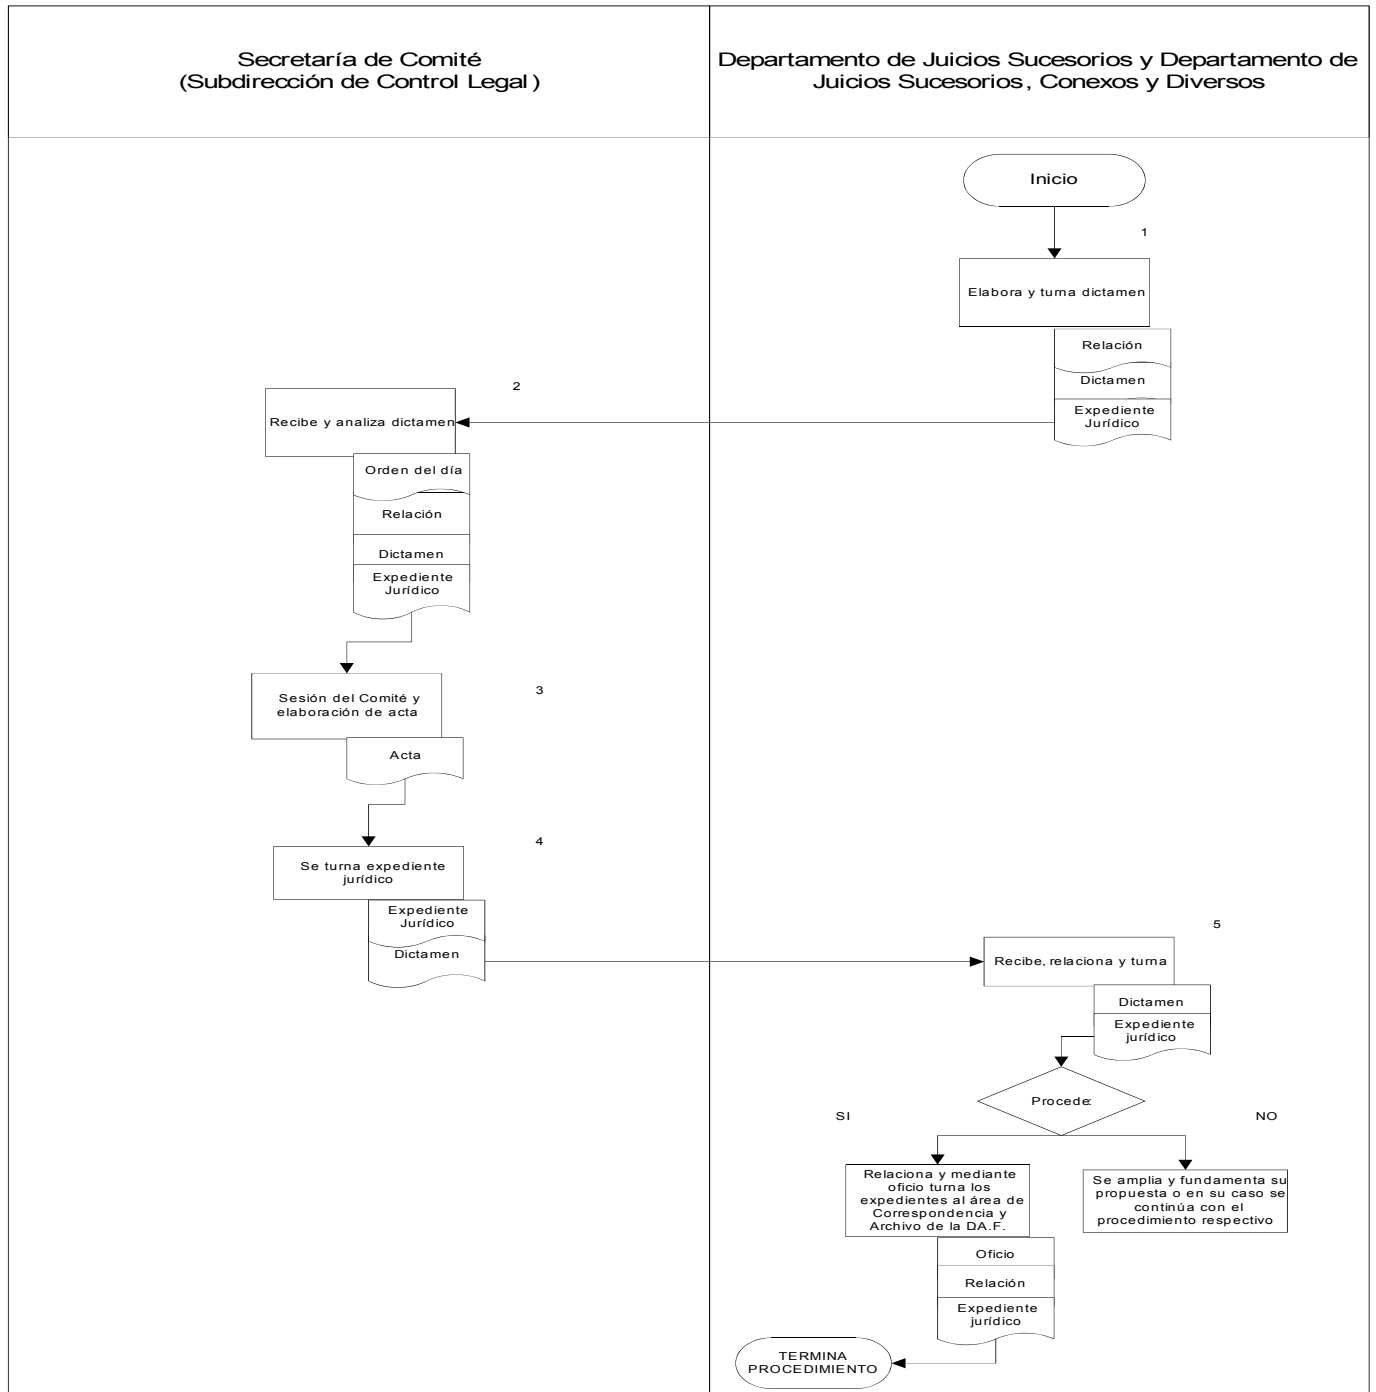 Secretaría de Comité
(Subdirección de Control Legal)
Departamento de Juicios Sucesorios y Departamento de
Juicios Sucesorios, Conexos y Diversos
Inicio
1
Elabora y turna dictamen
Relación
Dictamen
Expediente
Jurídico
2
Recibe y analiza dictamen
Orden del día
Relación
Dictamen
Expediente
Jurídico
3
Sesión del Comité y
elaboración de acta
Acta
4
Se turna expediente
jurídico
Expediente
Jurídico
Dictamen
5
Recibe, relaciona y turna
Dictamen
Expediente
jurídico
Procede:
SI
NO
Relaciona y mediante
oficio turna los
expedientes al área de
Correspondencia y
Archivo de la D.A.F.
Se amplia y fundamenta su
propuesta o en su caso se
continúa con el
procedimiento respectivo
Oficio
Relación
Expediente
jurídico
TERMINA
PROCEDIMIENTO